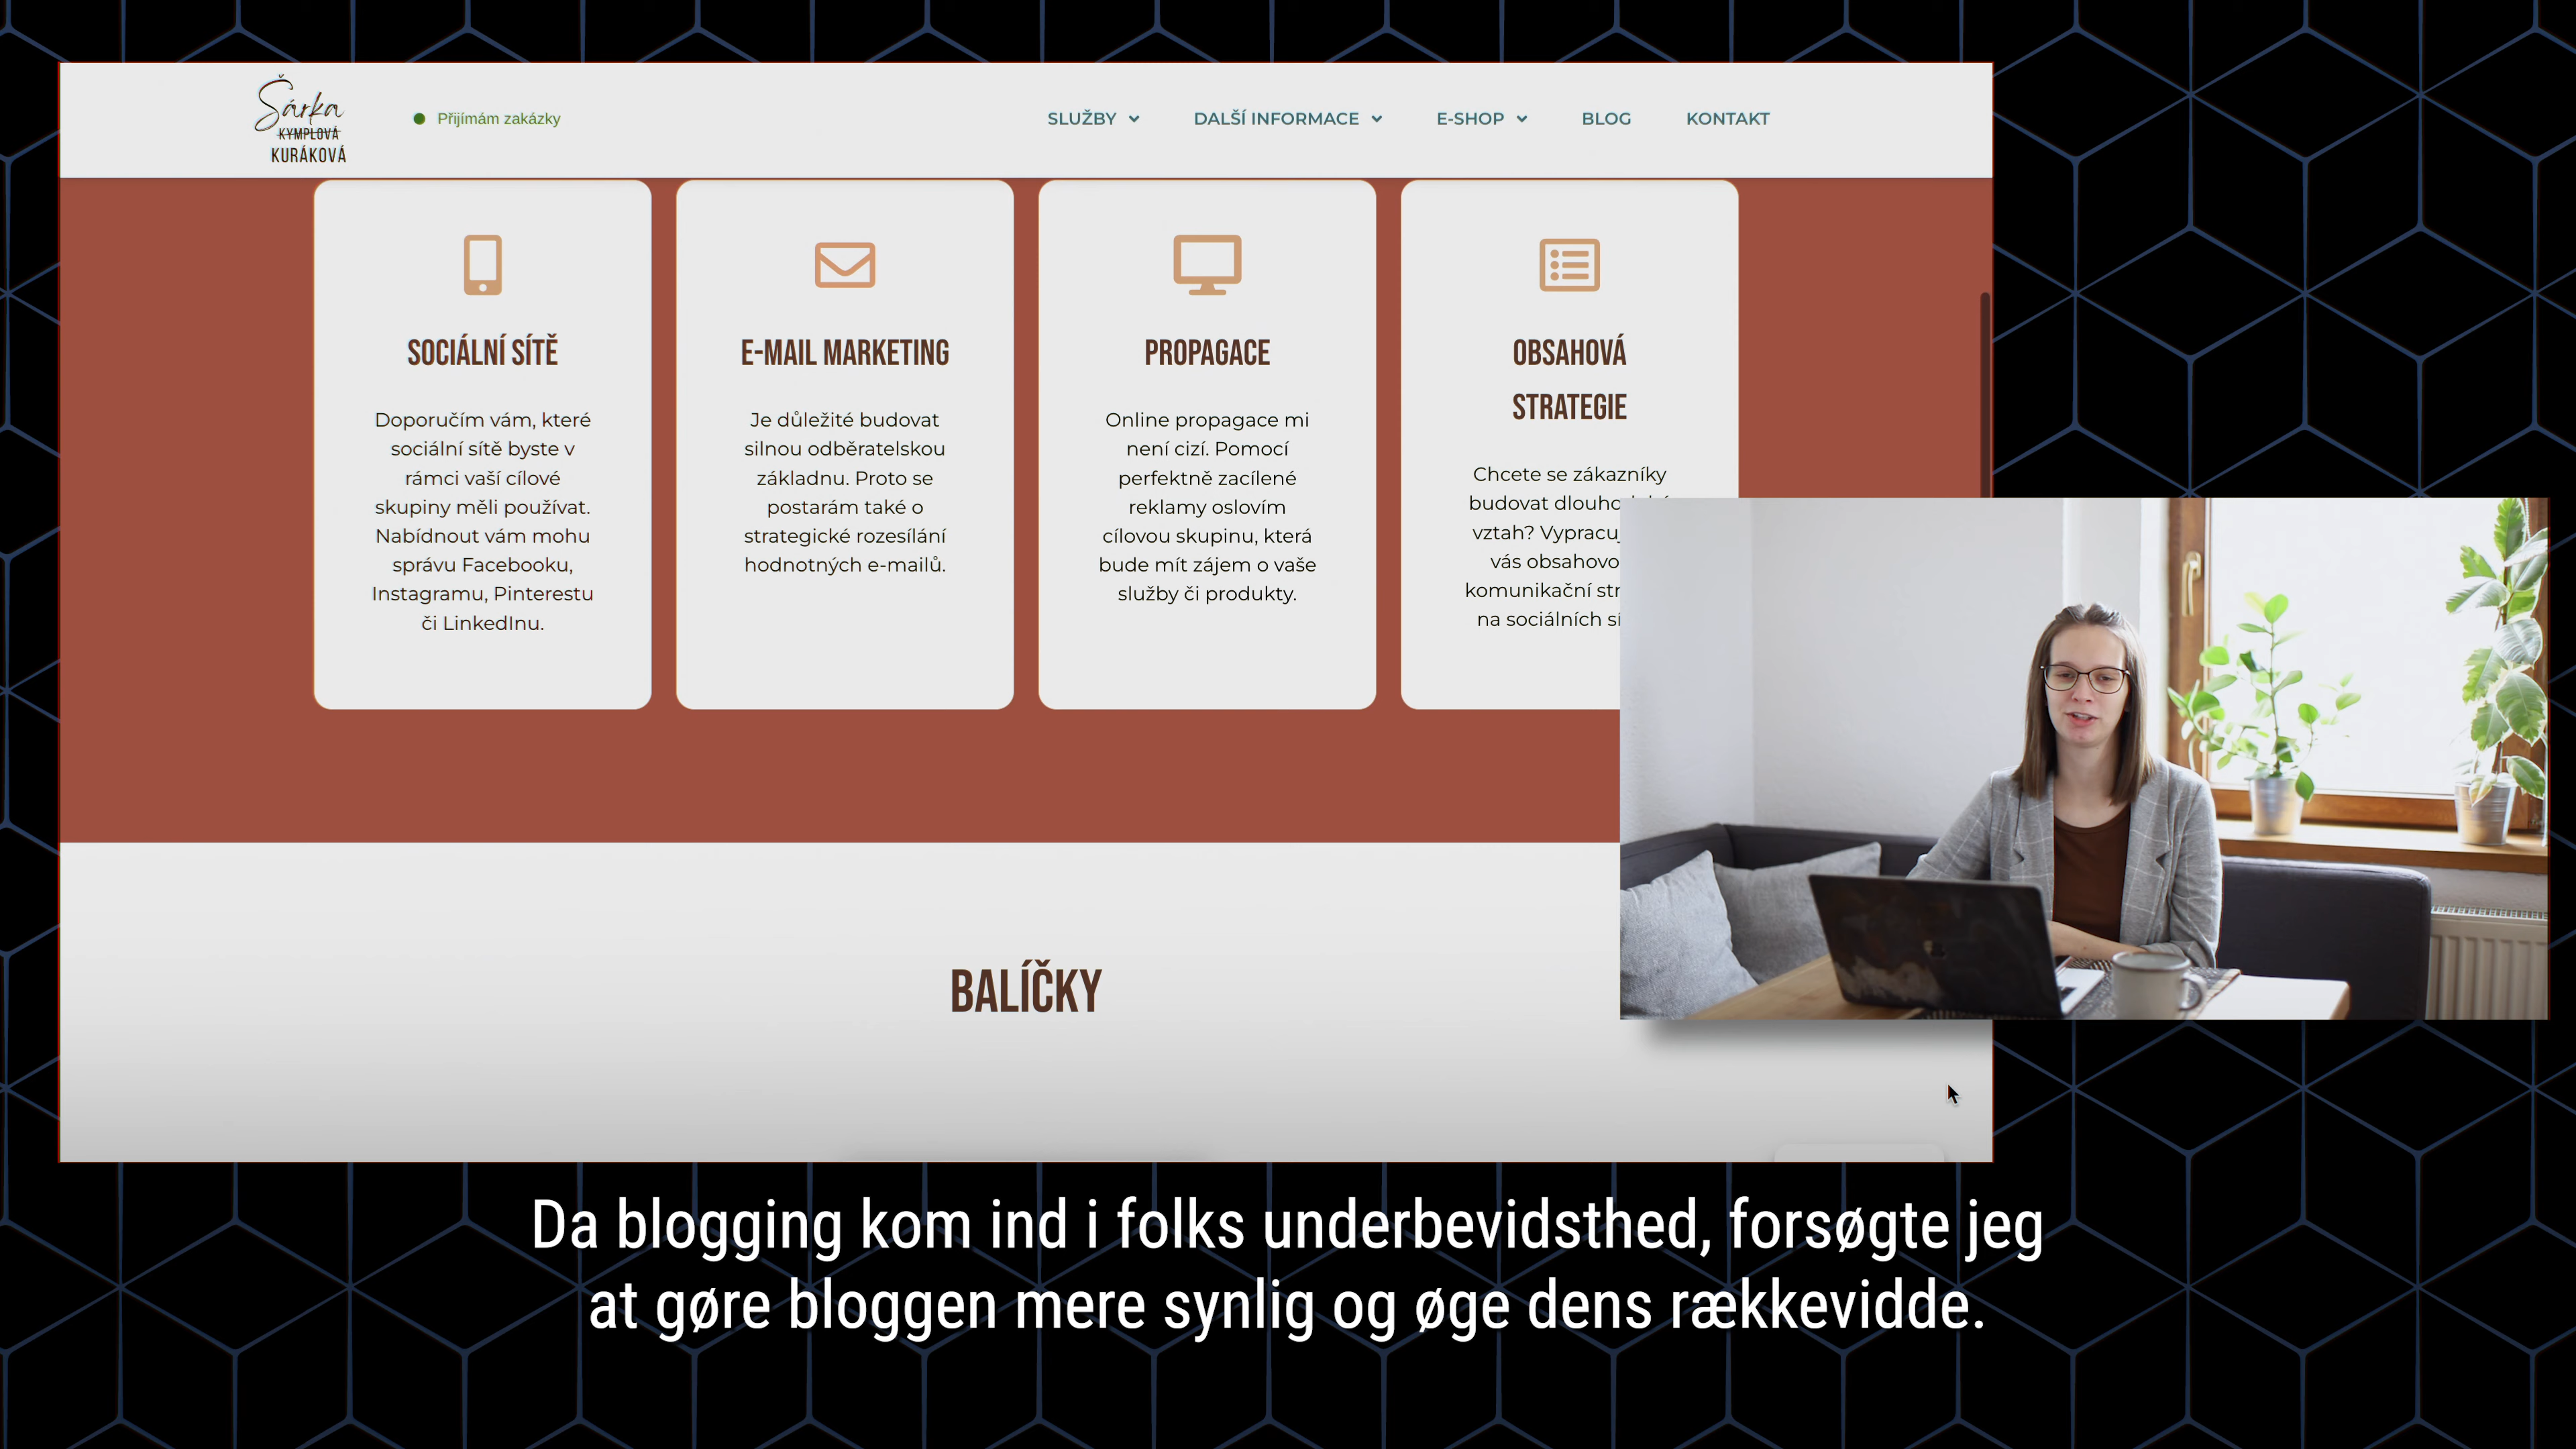 Šárka
KYMPLOVÁ
KURÁKOVÁ
Přijímám zakázky
SLUŽBY
DALŠÍ INFORMACE
E-SHOP
BLOG
KONTAKT
SOCIÁLNÍ SÍTĚ
Doporučím vám, které
sociální sítě byste v
rámci vaší cílové
skupiny měli používat.
Nabídnout vám mohu
správu Facebooku,
Instagramu, Pinterestu
či LinkedInu.
E-MAIL MARKETING
Je důležité budovat
silnou odběratelskou
základnu. Proto se
postarám také o
strategické rozesílání
hodnotných e-mailů.
PROPAGACE
Online propagace mi
není cizí. Pomocí
perfektně zacílené
reklamy oslovím
cílovou skupinu, která
bude mít zájem o vaše
služby či produkty.
OBSAHOVÁ
STRATEGIE
Chcete se zákazníky
budovat
vztah?
vás
komunikační
na sociálních
BALÍČKY
Da blogging kom ind i folks underbevidsthed, forsøgte jeg
at gøre bloggen mere synlig og øge dens rækkevidde.